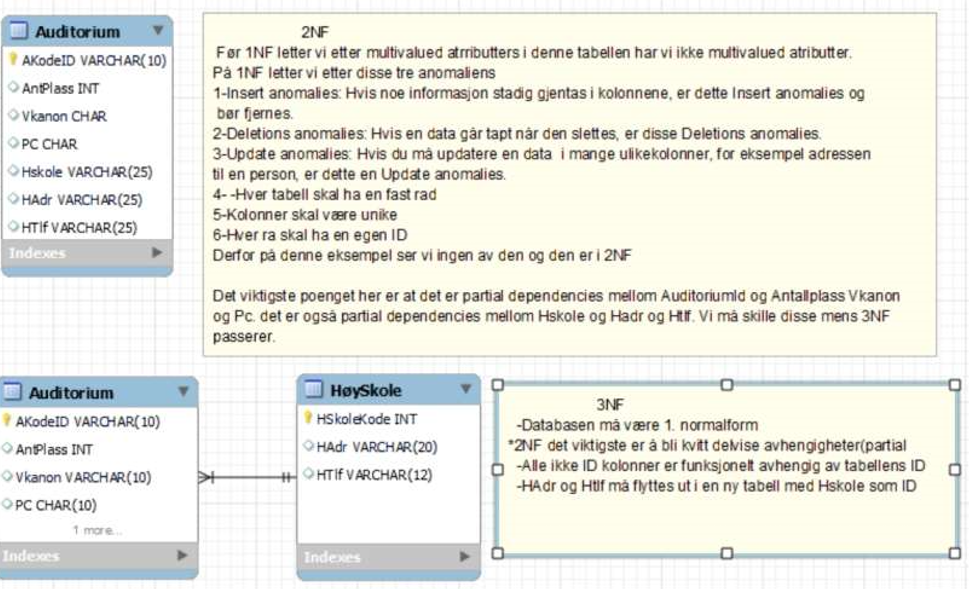 Auditorium
AKodeID VARCHAR(10)
AntPlass INT
Vkanon CHAR
PC CHAR
Hskole VARCHAR(25)
HAdr VARCHAR(25)
HTlf VARCHAR(25)
Indexes
2NF
Før 1NF letter vi etter multivalued atrributters i denne tabellen har vi ikke multivalued atributter.
På 1NF letter vi etter disse tre anomaliens
1-Insert anomalies: Hvis noe informasjon stadig gjentas i kolonnene, er dette Insert anomalies og
bør fjernes.
2-Deletions anomalies: Hvis en data går tapt når den slettes, er disse Deletions anomalies.
3-Update anomalies: Hvis du må updatere en data i mange ulikekolonner, for eksempel adressen
til en person, er dette en Update anomalies.
4- -Hver tabell skal ha en fast rad
5-Kolonner skal være unike
6-Hver ra skal ha en egen ID
Derfor på denne eksempel ser vi ingen av den og den er i 2NF
Det viktigste poenget her er at det er partial dependencies mellom AuditoriumId og Antallplass Vkanon
og Pc. det er også partial dependencies mellom Hskole og Hadr og Htlf. Vi må skille disse mens 3NF
passerer.
Auditorium
AKodeID VARCHAR(10)
AntPlass INT
Vkanon VARCHAR(10)
PC CHAR(10)
1 more...
Indexes
HøySkole
HSkoleKode INT
HAdr VARCHAR(20)
HTlf VARCHAR(12)
Indexes
3NF
-Databasen må være 1. normalform
*2NF det viktigste er å bli kvitt delvise avhengigheter(partial
-Alle ikke ID kolonner er funksjonelt avhengig av tabellens ID
-HAdr og Htlf må flyttes ut i en ny tabell med Hskole som ID